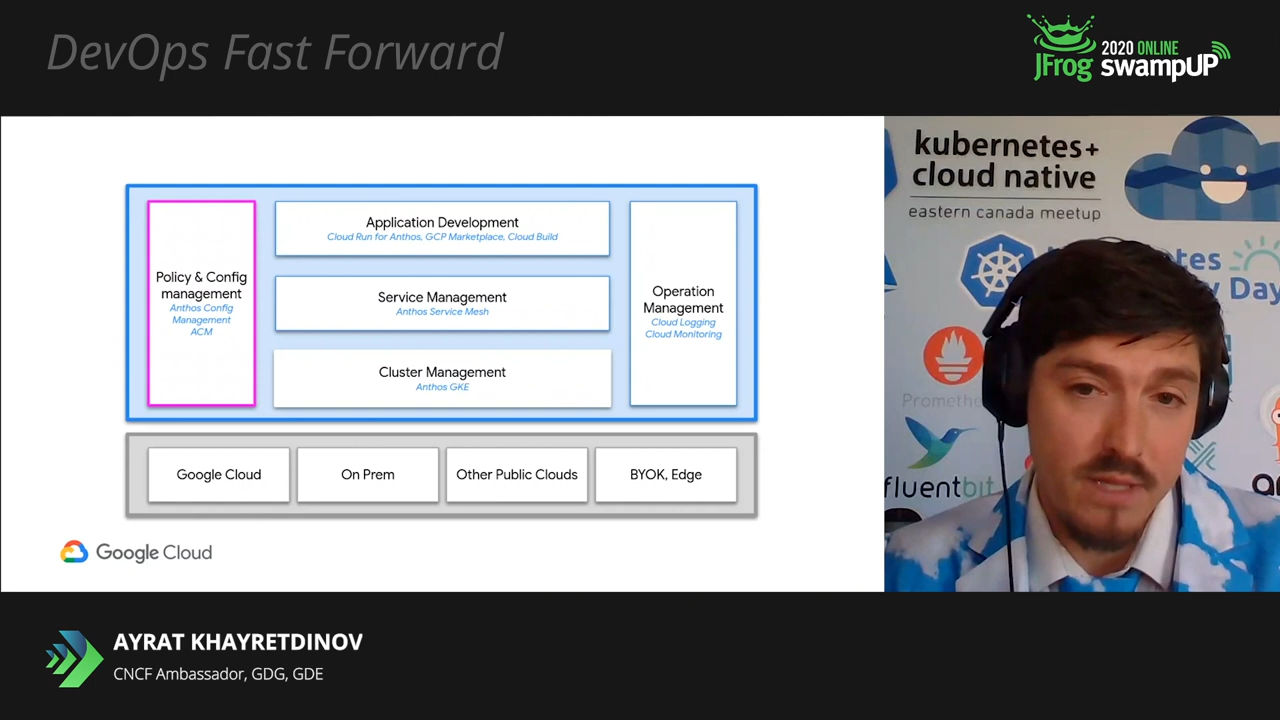 DevOps Fast Forward
JFrog
2020 ONLINE
swampUP
Application Development
Cloud Run for Anthos, GCP Marketplace, Cloud Build
Policy & Config
management
Anthos Config
Management
ACM
Service Management
Anthos Service Mesh
Cluster Management
Anthos GKE
Operation
Management
Cloud Logging
Cloud Monitoring
Google Cloud
On Prem
Other Public Clouds
BYOK, Edge
Google Cloud
kubernetes+
cloud native
eastern canada meetup
fluentbit
AYRAT KHAYRETDINOV
CNCF Ambassador, GDG, GDE